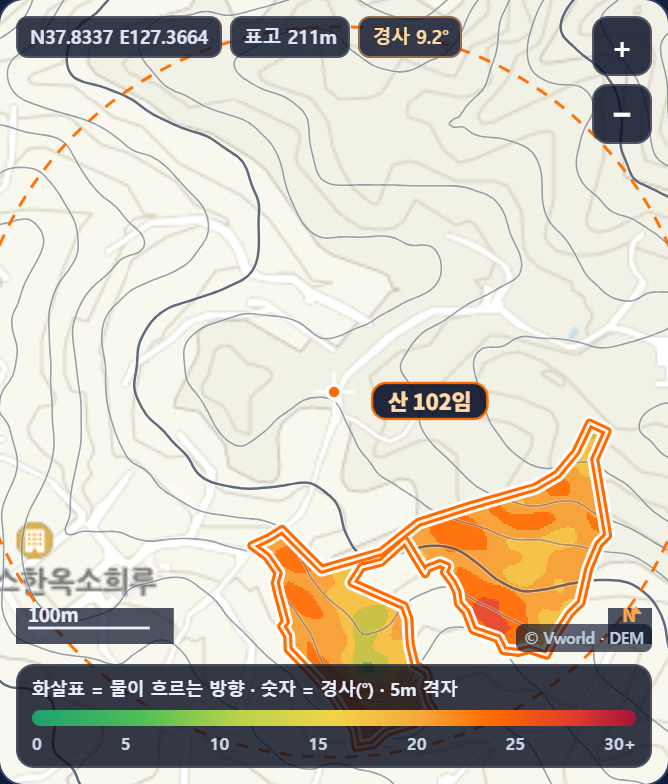 N37.8337 E127.3664
표고 211m
경사 9.2°
+
−
산 102임
스한옥소희루
100m
N
© Vworld · DEM
화살표 = 물이 흐르는 방향 · 숫자 = 경사(°) · 5m 격자
0 5 10 15 20 25 30+